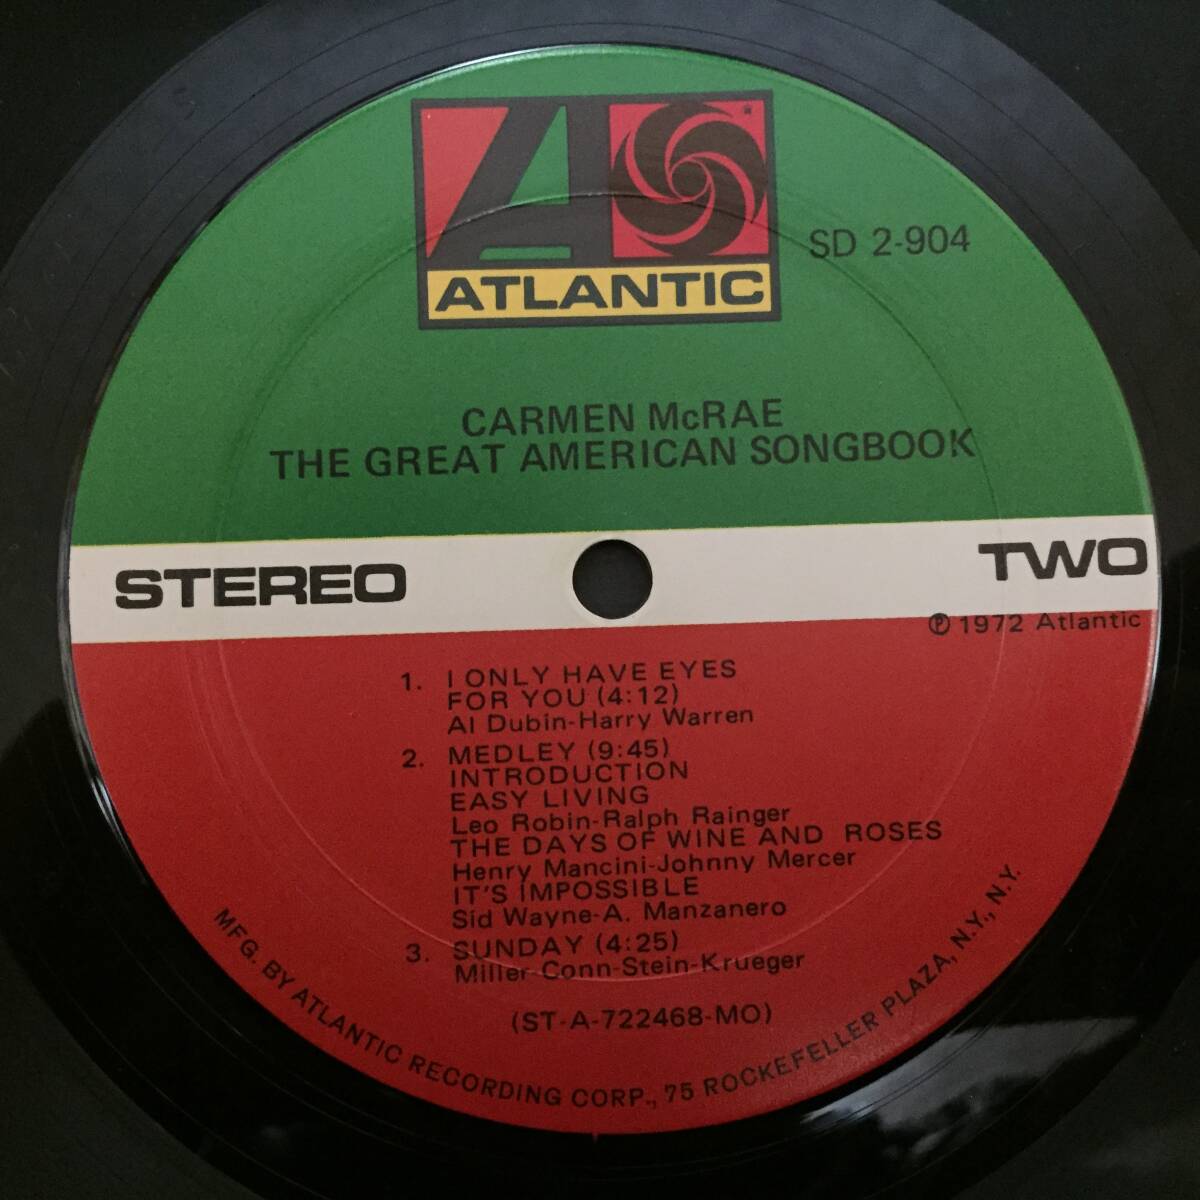 ATLANTIC
SD 2-904
CARMEN McRAE
THE GREAT AMERICAN SONGBOOK
STEREO
TWO
℗ 1972 Atlantic
1. I ONLY HAVE EYES
FOR YOU (4:12)
Al Dubin-Harry Warren
2. MEDLEY (9:45)
INTRODUCTION
EASY LIVING
Leo Robin-Ralph Rainger
THE DAYS OF WINE AND ROSES
Henry Mancini-Johnny Mercer
IT'S IMPOSSIBLE
Sid Wayne-A. Manzanero
3. SUNDAY (4:25)
Miller-Conn-Stein-Krueger
(ST-A-722468-MO)
MFG. BY ATLANTIC RECORDING CORP., 75 ROCKEFELLER PLAZA, N.Y., N.Y.